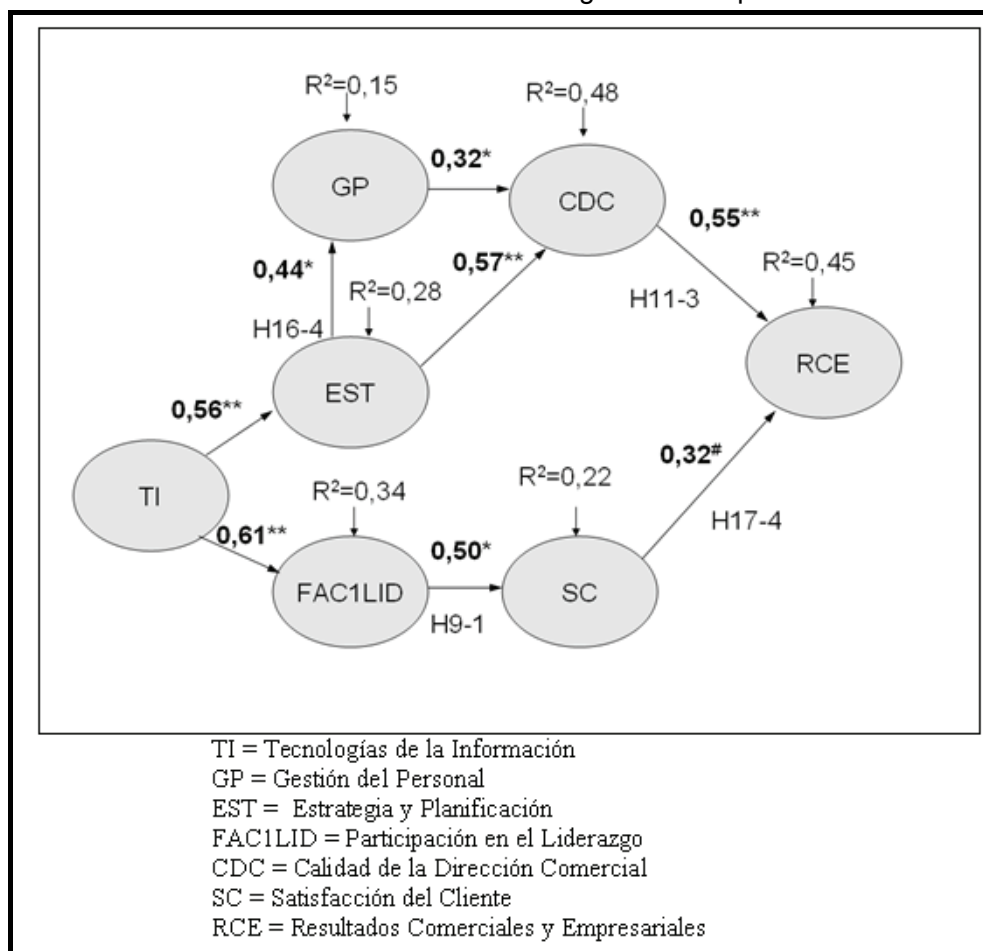 R²=0,15
R²=0,48
GP
0,32*
CDC
0,55**
0,44*
0,57**
R²=0,45
R²=0,28
H16-4
H11-3
EST
RCE
0,56**
0,32#
TI
R²=0,34
R²=0,22
H17-4
0,61**
0,50*
FAC1LID
SC
H9-1
TI = Tecnologías de la Información
GP = Gestión del Personal
EST = Estrategia y Planificación
FAC1LID = Participación en el Liderazgo
CDC = Calidad de la Dirección Comercial
SC = Satisfacción del Cliente
RCE = Resultados Comerciales y Empresariales